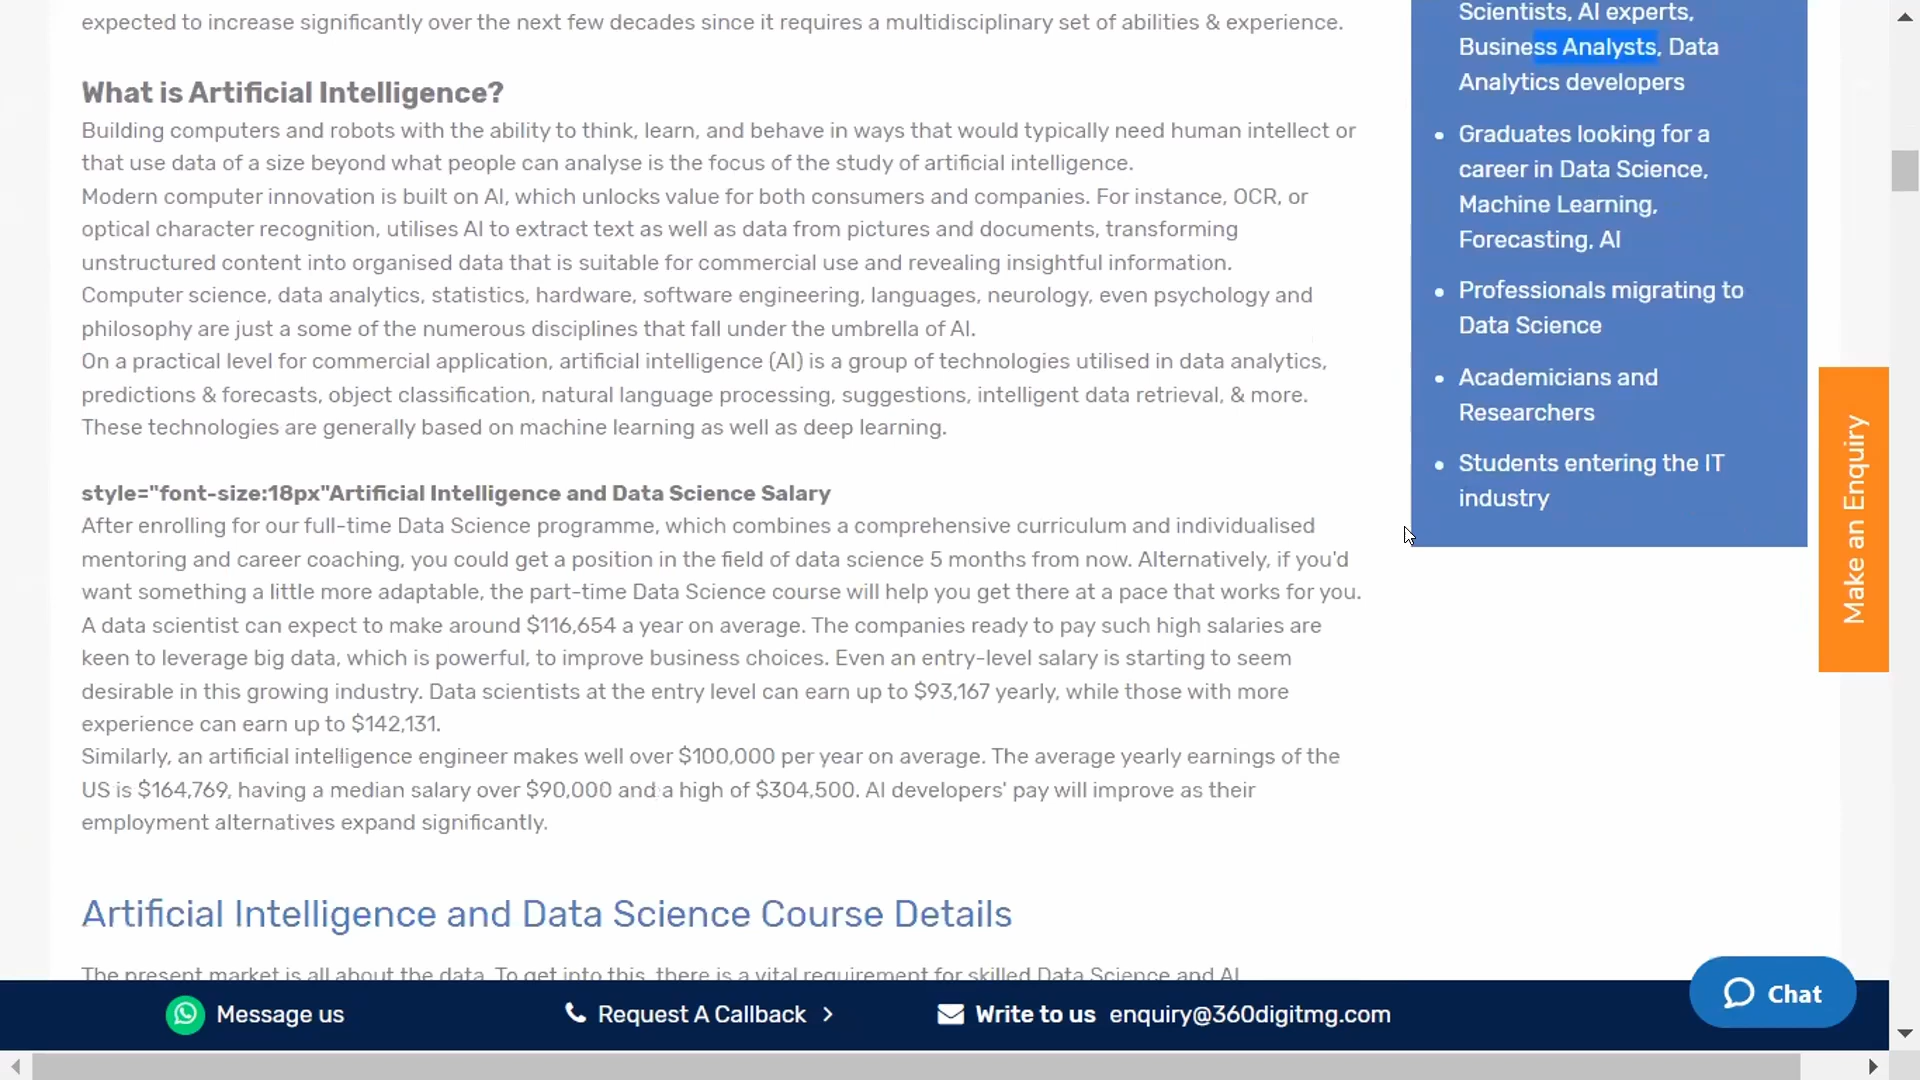 expected to increase significantly over the next few decades since it requires a multidisciplinary set of abilities & experience.
What is Artificial Intelligence?
Building computers and robots with the ability to think, learn, and behave in ways that would typically need human intellect or
that use data of a size beyond what people can analyse is the focus of the study of artificial intelligence.
Modern computer innovation is built on AI, which unlocks value for both consumers and companies. For instance, OCR, or
optical character recognition, utilises AI to extract text as well as data from pictures and documents, transforming
unstructured content into organised data that is suitable for commercial use and revealing insightful information.
Computer science, data analytics, statistics, hardware, software engineering, languages, neurology, even psychology and
philosophy are just a some of the numerous disciplines that fall under the umbrella of AI.
On a practical level for commercial application, artificial intelligence (AI) is a group of technologies utilised in data analytics,
predictions & forecasts, object classification, natural language processing, suggestions, intelligent data retrieval, & more.
These technologies are generally based on machine learning as well as deep learning.
style="font-size:18px"Artificial Intelligence and Data Science Salary
After enrolling for our full-time Data Science programme, which combines a comprehensive curriculum and individualised
mentoring and career coaching, you could get a position in the field of data science 5 months from now. Alternatively, if you'd
want something a little more adaptable, the part-time Data Science course will help you get there at a pace that works for you.
A data scientist can expect to make around $116,654 a year on average. The companies ready to pay such high salaries are
keen to leverage big data, which is powerful, to improve business choices. Even an entry-level salary is starting to seem
desirable in this growing industry. Data scientists at the entry level can earn up to $93,167 yearly, while those with more
experience can earn up to $142,131.
Similarly, an artificial intelligence engineer makes well over $100,000 per year on average. The average yearly earnings of the
US is $164,769, having a median salary over $90,000 and a high of $304,500. AI developers' pay will improve as their
employment alternatives expand significantly.
Artificial Intelligence and Data Science Course Details
The present market is all about the data. To get into this, there is a vital requirement for skilled Data Science and AI
Scientists, AI experts,
Business Analysts, Data
Analytics developers
• Graduates looking for a
career in Data Science,
Machine Learning,
Forecasting, AI
• Professionals migrating to
Data Science
• Academicians and
Researchers
• Students entering the IT
industry
Make an Enquiry
Message us
Request A Callback >
Write to us enquiry@360digitmg.com
Chat